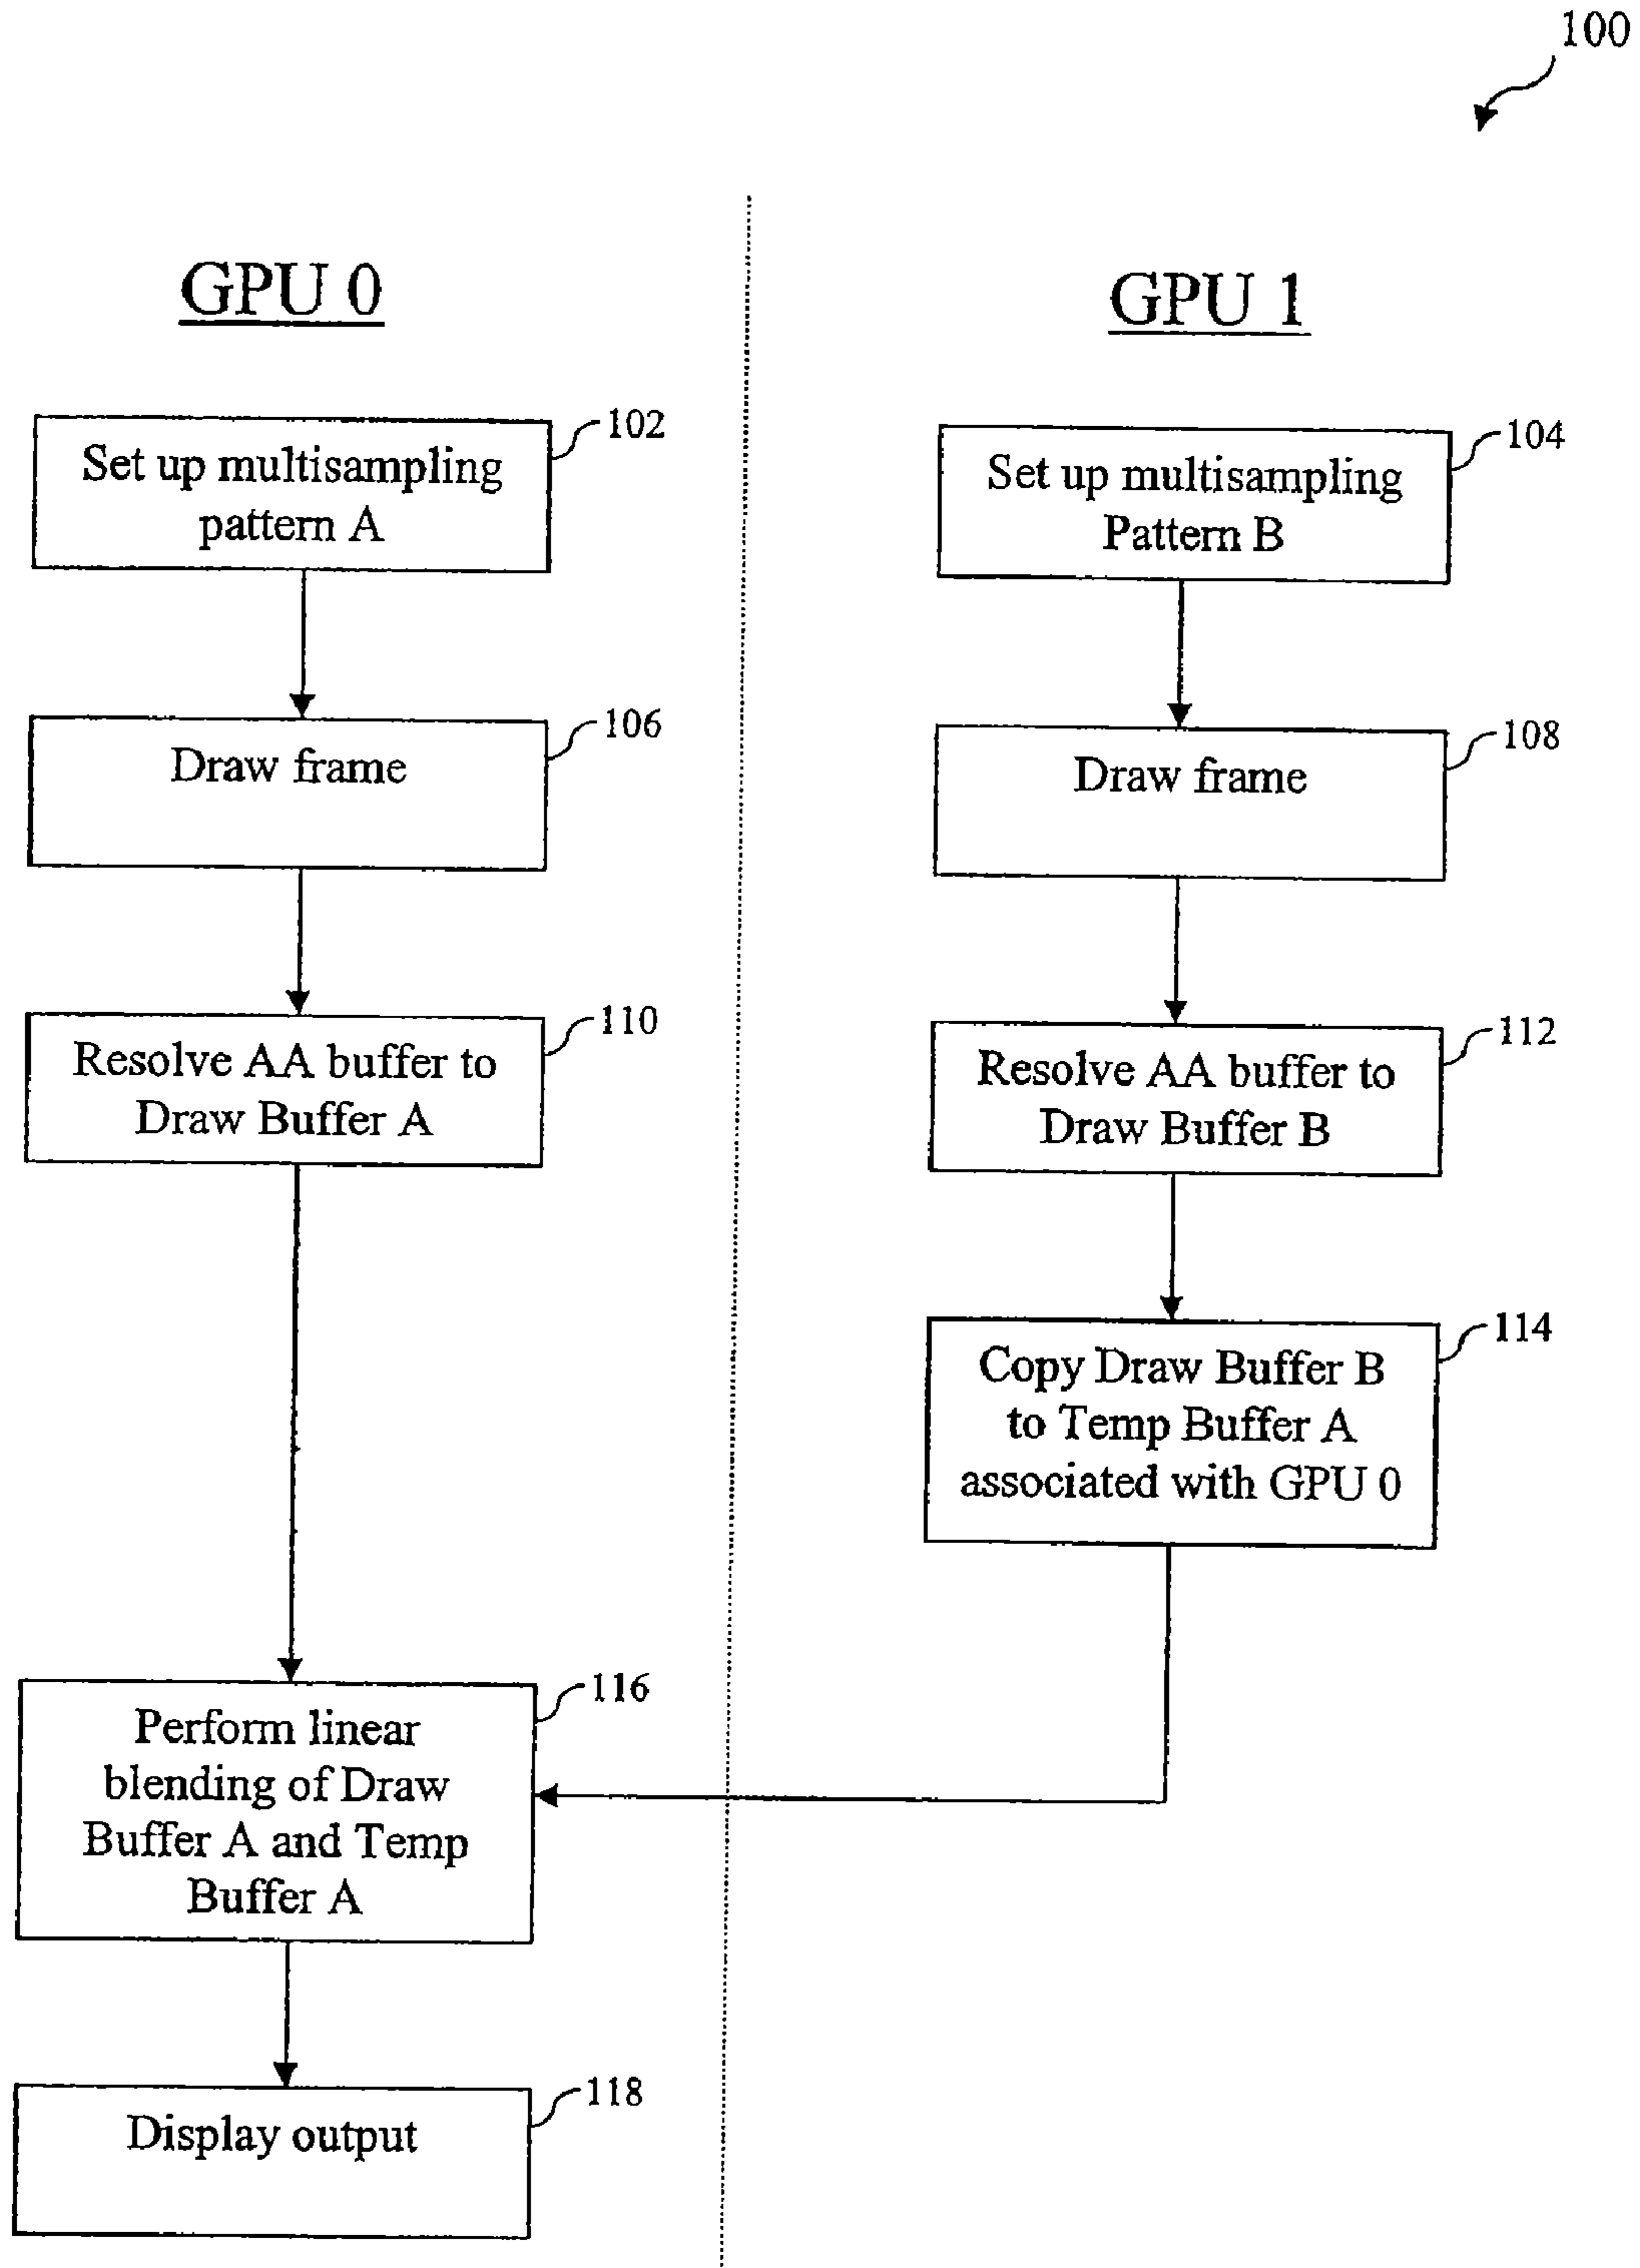 100
GPU 0
GPU 1
102
Set up multisampling
pattern A
104
Set up multisampling
Pattern B
106
Draw frame
108
Draw frame
110
Resolve AA buffer to
Draw Buffer A
112
Resolve AA buffer to
Draw Buffer B
114
Copy Draw Buffer B
to Temp Buffer A
associated with GPU 0
116
Perform linear
blending of Draw
Buffer A and Temp
Buffer A
118
Display output